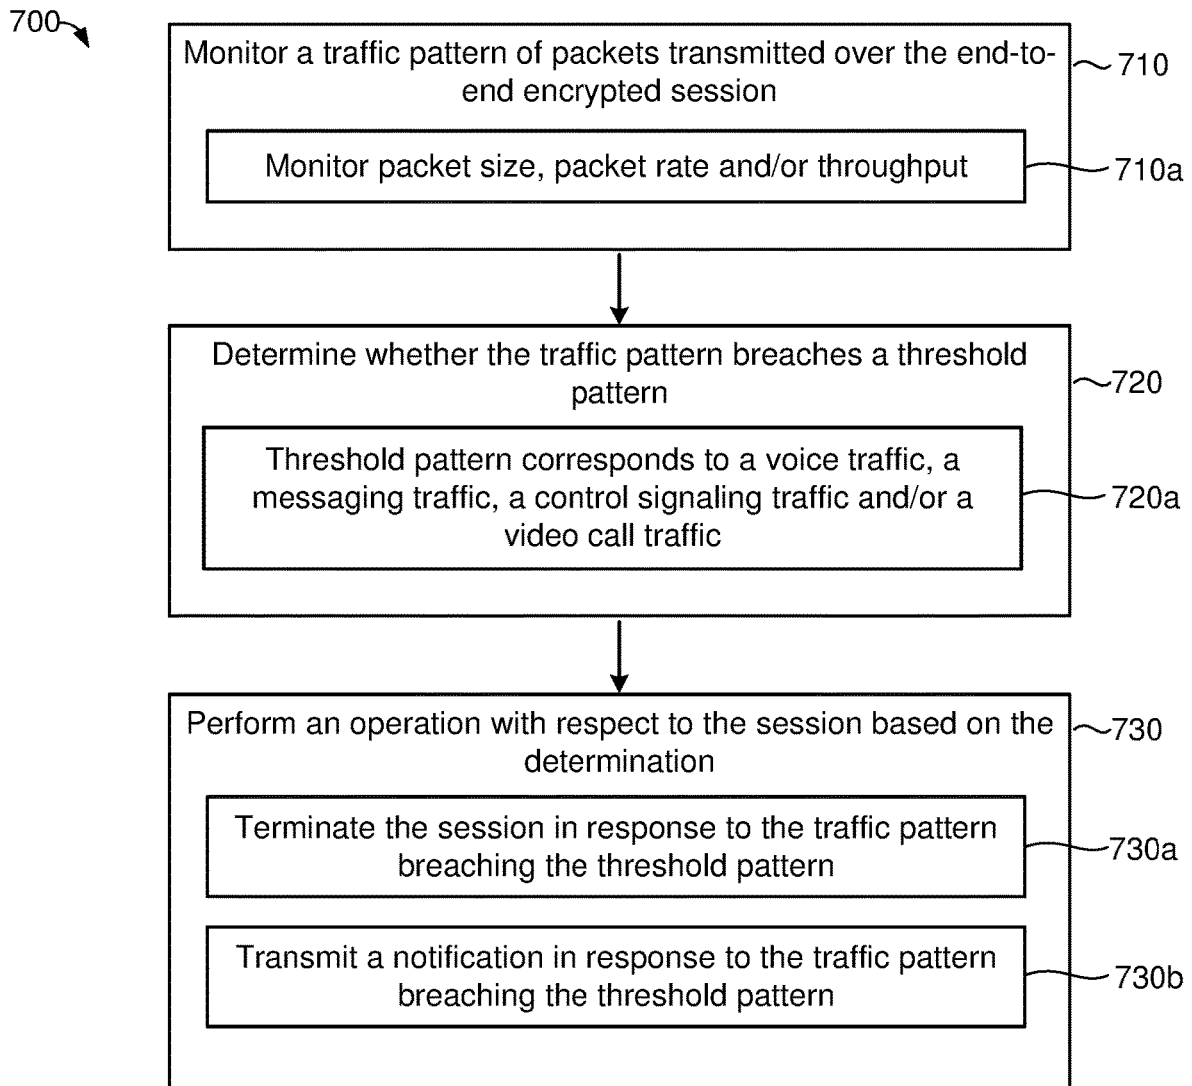 700
Monitor a traffic pattern of packets transmitted over the end-to-
end encrypted session
710
Monitor packet size, packet rate and/or throughput
710a
Determine whether the traffic pattern breaches a threshold
pattern
720
Threshold pattern corresponds to a voice traffic, a
messaging traffic, a control signaling traffic and/or a
video call traffic
720a
Perform an operation with respect to the session based on the
determination
730
Terminate the session in response to the traffic pattern
breaching the threshold pattern
730a
Transmit a notification in response to the traffic pattern
breaching the threshold pattern
730b